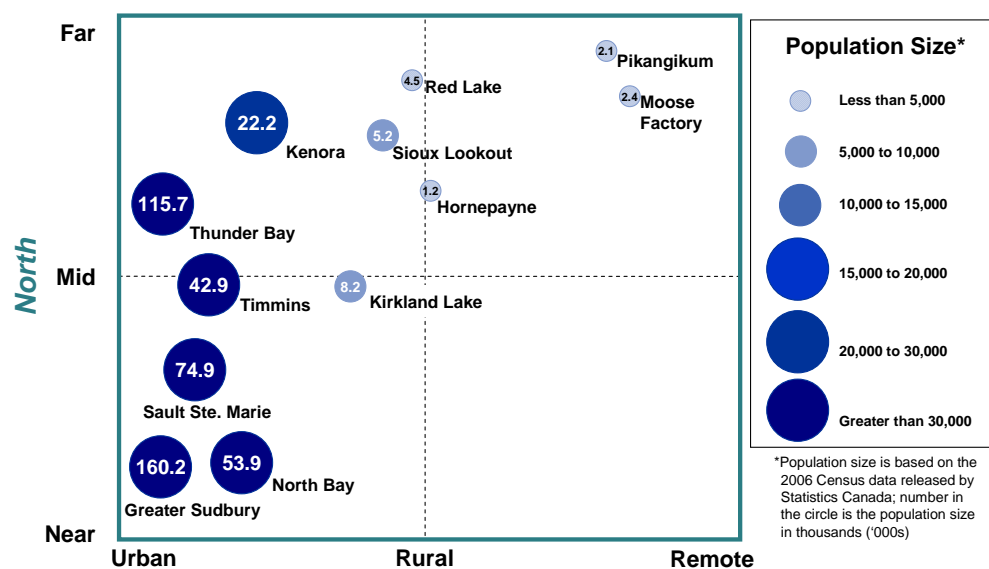 Far
Mid
Near
North
Urban
Rural
Remote
2.1
Pikangikum
4.5
Red Lake
2.4
Moose
Factory
22.2
Kenora
5.2
Sioux Lookout
1.2
Hornepayne
115.7
Thunder Bay
42.9
Timmins
8.2
Kirkland Lake
74.9
Sault Ste. Marie
160.2
Greater Sudbury
53.9
North Bay
Population Size*
Less than 5,000
5,000 to 10,000
10,000 to 15,000
15,000 to 20,000
20,000 to 30,000
Greater than 30,000
*Population size is based on the
2006 Census data released by
Statistics Canada; number in
the circle is the population size
in thousands (‘000s)